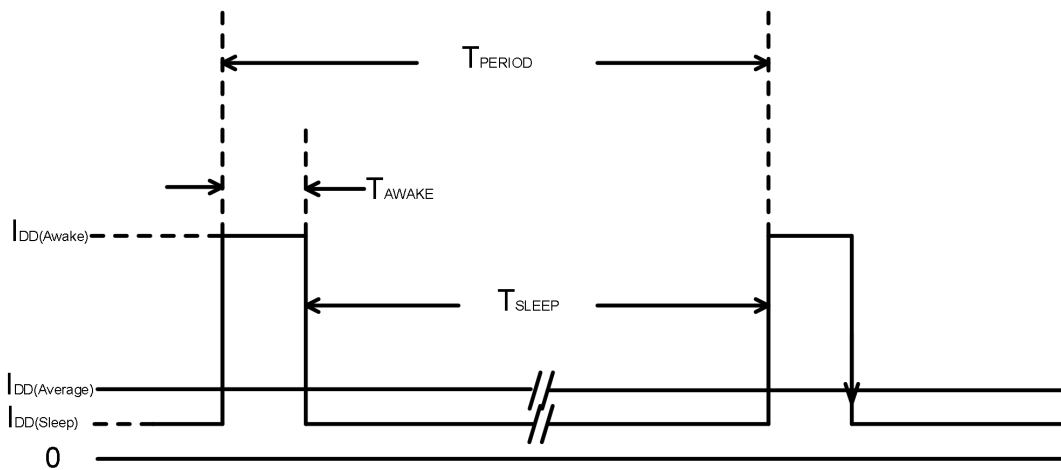 TPERIOD
TAWAKE
IDD(Awake)
TSLEEP
IDD(Average)
IDD(Sleep)
0